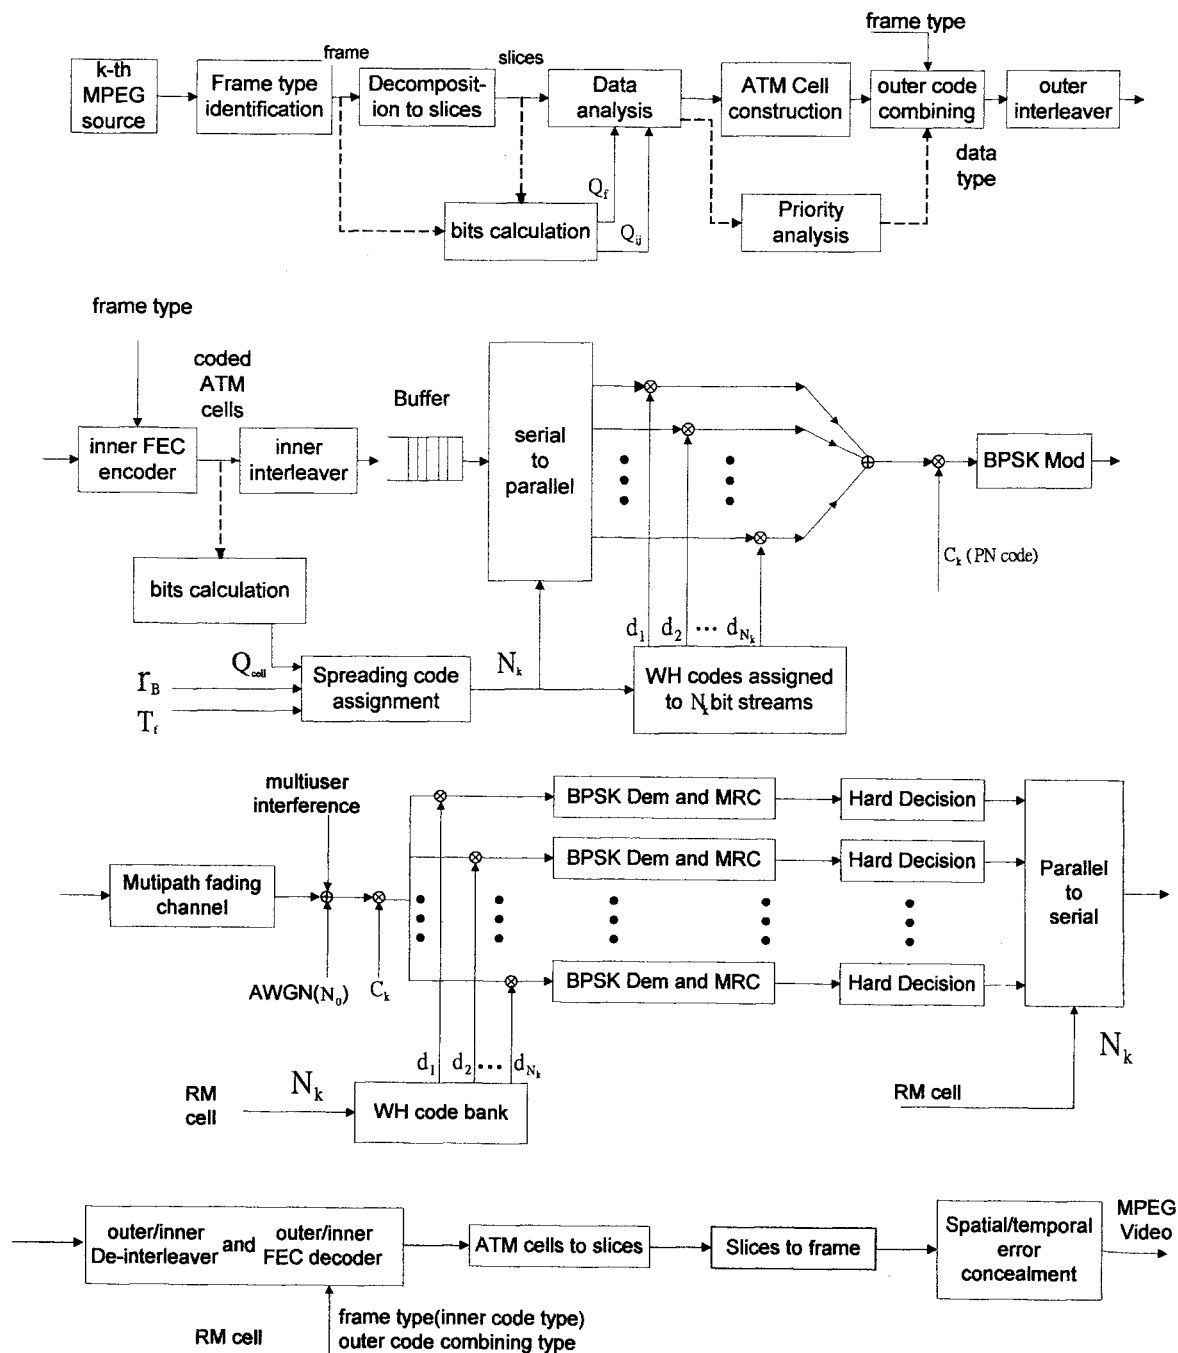 frame type
frame
slices
k-th
MPEG
source
Frame type
identification
Decomposit-
ion to slices
Data
analysis
ATM Cell
construction
outer code
combining
outer
interleaver
data
type
Q_f
Q_ij
bits calculation
Priority
analysis
frame type
coded
ATM
cells
Buffer
inner FEC
encoder
inner
interleaver
serial
to
parallel
BPSK Mod
C_k (PN code)
bits calculation
Q_cell
r_B
T_f
Spreading code
assignment
N_k
d_1 d_2 ••• d_{N_k}
WH codes assigned
to N_k bit streams
multiuser
interference
BPSK Dem and MRC
Hard Decision
BPSK Dem and MRC
Hard Decision
Mutipath fading
channel
Parallel
to
serial
BPSK Dem and MRC
Hard Decision
AWGN(N_0)
C_k
d_1 d_2 ••• d_{N_k}
N_k
RM
cell
N_k
WH code bank
RM cell
outer/inner
De-interleaver
and
outer/inner
FEC decoder
ATM cells to slices
Slices to frame
Spatial/temporal
error
concealment
MPEG
Video
RM cell
frame type(inner code type)
outer code combining type